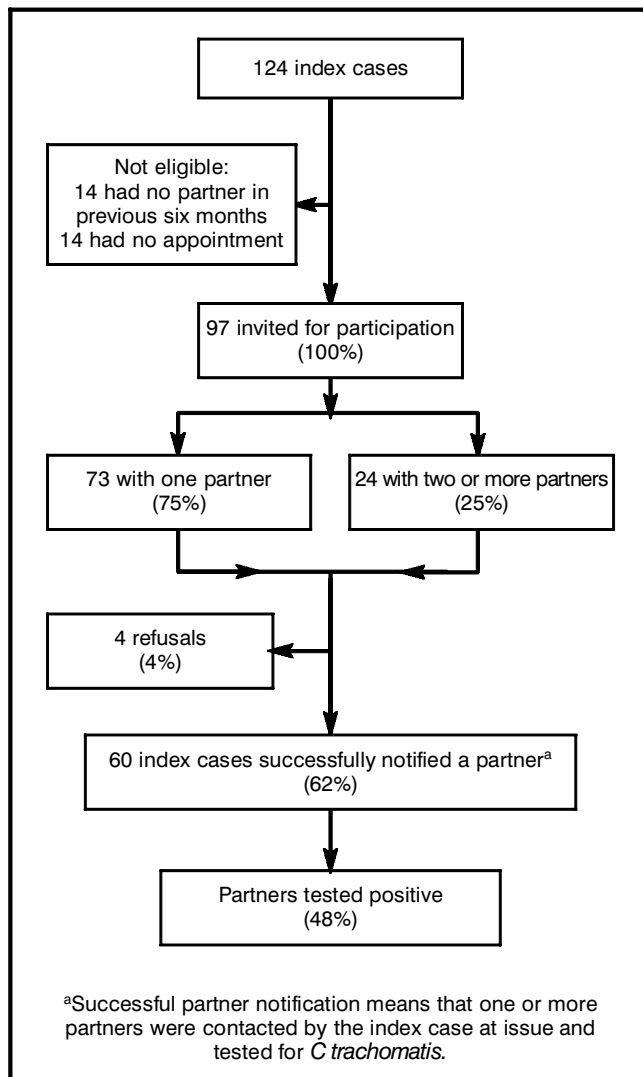 124 index cases
Not eligible:
14 had no partner in
previous six months
14 had no appointment
97 invited for participation
(100%)
73 with one partner
(75%)
24 with two or more partners
(25%)
4 refusals
(4%)
60 index cases successfully notified a partnerᵃ
(62%)
Partners tested positive
(48%)
ᵃSuccessful partner notification means that one or more
partners were contacted by the index case at issue and
tested for C trachomatis.